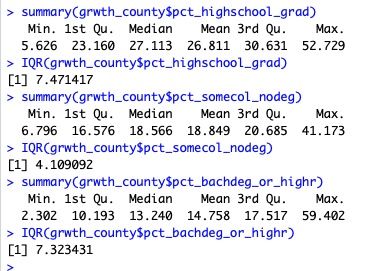 > summary(grwth_county$pct_highschool_grad)
   Min. 1st Qu.  Median    Mean 3rd Qu.    Max.
  5.626  23.160  27.113  26.811  30.631  52.729
> IQR(grwth_county$pct_highschool_grad)
[1] 7.471417
> summary(grwth_county$pct_somecol_nodeg)
   Min. 1st Qu.  Median    Mean 3rd Qu.    Max.
  6.796  16.576  18.566  18.849  20.685  41.173
> IQR(grwth_county$pct_somecol_nodeg)
[1] 4.109092
> summary(grwth_county$pct_bachdeg_or_highr)
   Min. 1st Qu.  Median    Mean 3rd Qu.    Max.
  2.302  10.193  13.240  14.758  17.517  59.402
> IQR(grwth_county$pct_bachdeg_or_highr)
[1] 7.323431
>